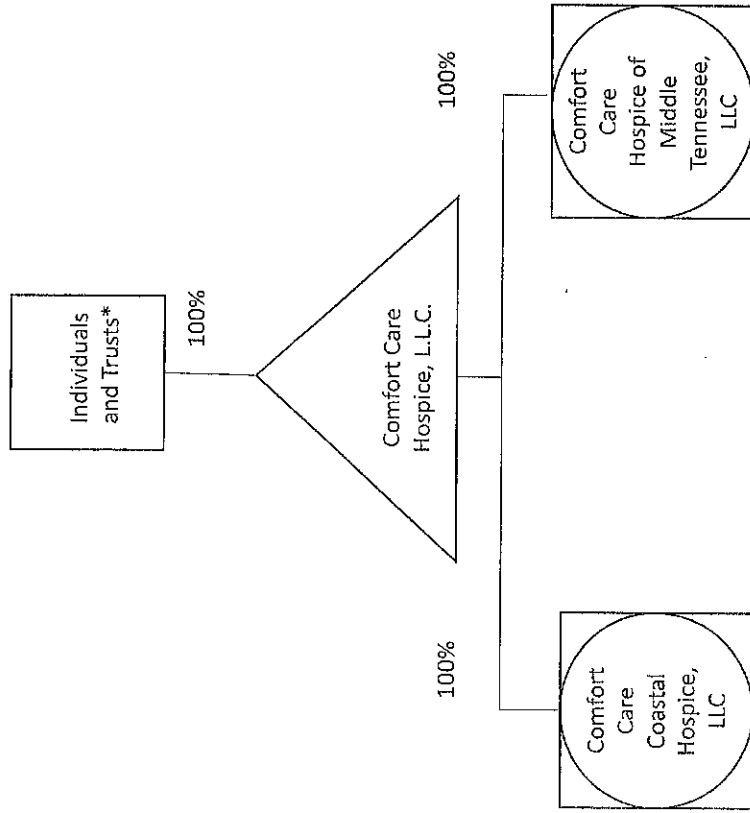 Individuals
and Trusts*
100%
Comfort Care
Hospice, L.L.C.
100%
100%
Comfort
Care
Coastal
Hospice,
LLC
Comfort
Care
Hospice of
Middle
Tennessee,
LLC